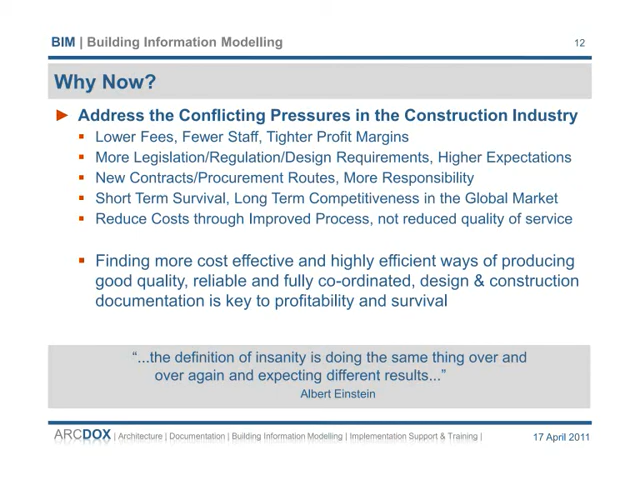 BIM | Building Information Modelling
12
Why Now?
► Address the Conflicting Pressures in the Construction Industry
▪ Lower Fees, Fewer Staff, Tighter Profit Margins
▪ More Legislation/Regulation/Design Requirements, Higher Expectations
▪ New Contracts/Procurement Routes, More Responsibility
▪ Short Term Survival, Long Term Competitiveness in the Global Market
▪ Reduce Costs through Improved Process, not reduced quality of service
▪ Finding more cost effective and highly efficient ways of producing
good quality, reliable and fully co-ordinated, design & construction
documentation is key to profitability and survival
“...the definition of insanity is doing the same thing over and
over again and expecting different results...”
Albert Einstein
ARCDOX | Architecture | Documentation | Building Information Modelling | Implementation Support & Training |
17 April 2011